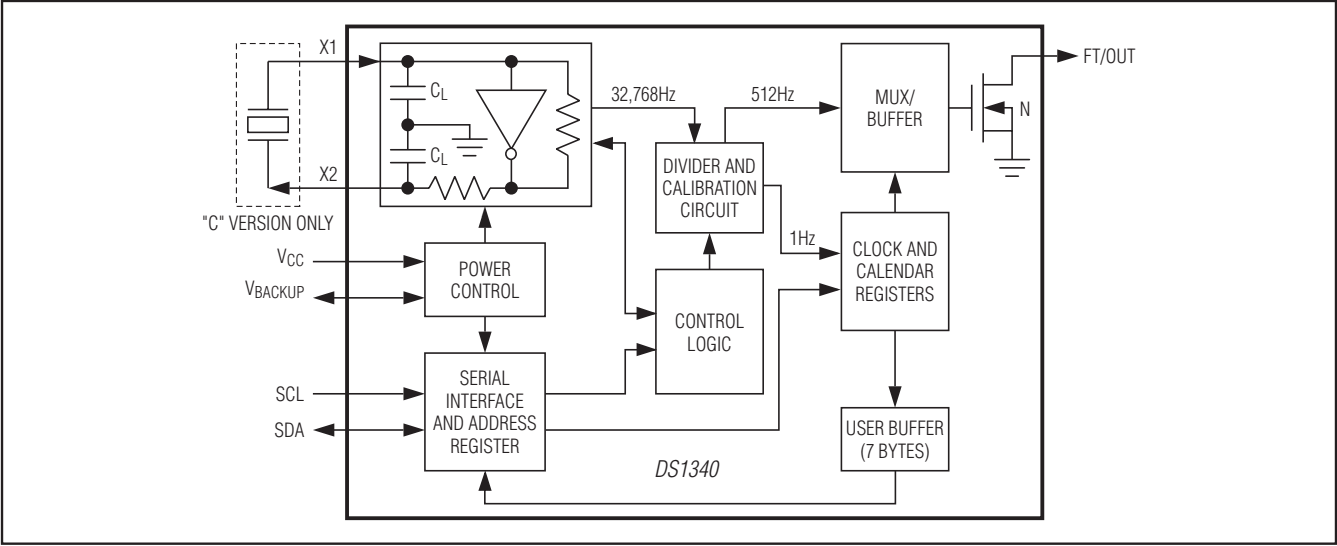 X1
X2
"C" VERSION ONLY
CL
CL
32,768Hz
512Hz
MUX/
BUFFER
N
FT/OUT
DIVIDER AND
CALIBRATION
CIRCUIT
1Hz
VCC
VBACKUP
POWER
CONTROL
CLOCK AND
CALENDAR
REGISTERS
CONTROL
LOGIC
SCL
SDA
SERIAL
INTERFACE
AND ADDRESS
REGISTER
USER BUFFER
(7 BYTES)
DS1340